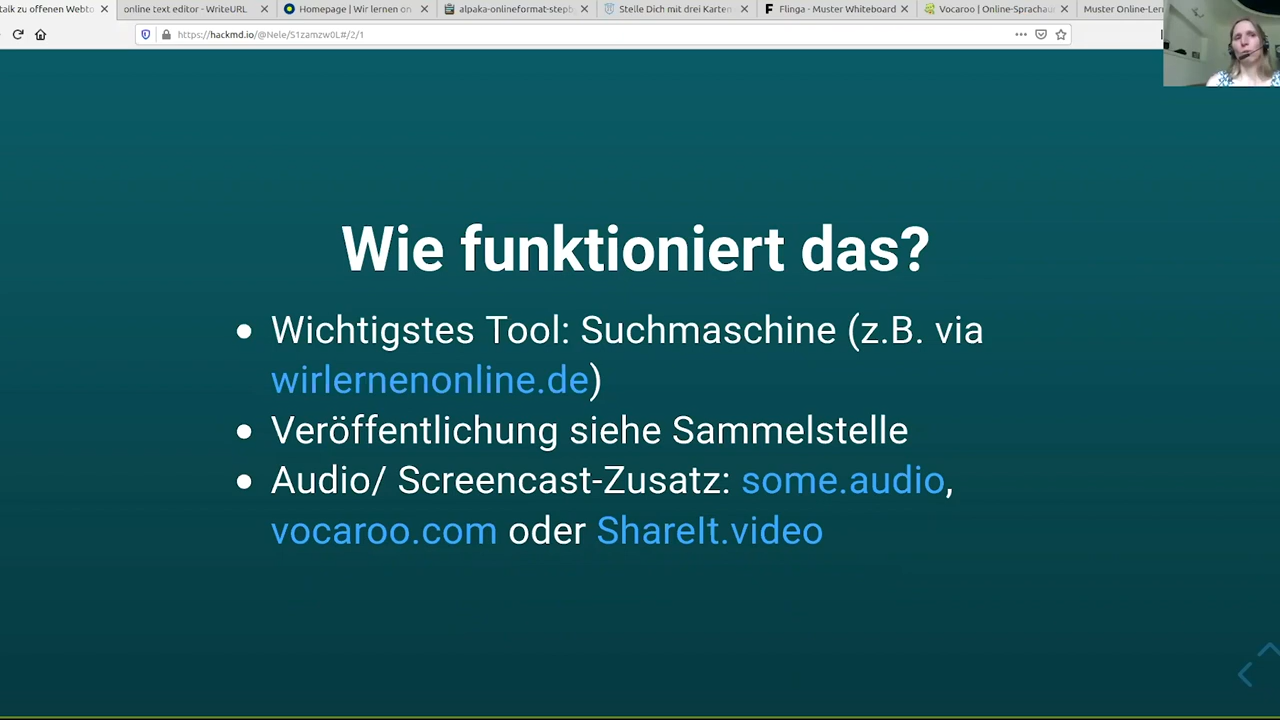 taik zu offenen Webto
online text editor - WriteURL
Homepage | Wir lernen on
alpaka-onlineformat-stepb
Stelle Dich mit drei Karten
Flinga - Muster Whiteboard
Vocaroo | Online-Sprachau
Muster Online-Ler
https://hackmd.io/@Nele/S1zamzw0L#/2/1
Wie funktioniert das?
Wichtigstes Tool: Suchmaschine (z.B. via
wirlernenonline.de)
Veröffentlichung siehe Sammelstelle
Audio/ Screencast-Zusatz: some.audio,
vocaroo.com oder ShareIt.video